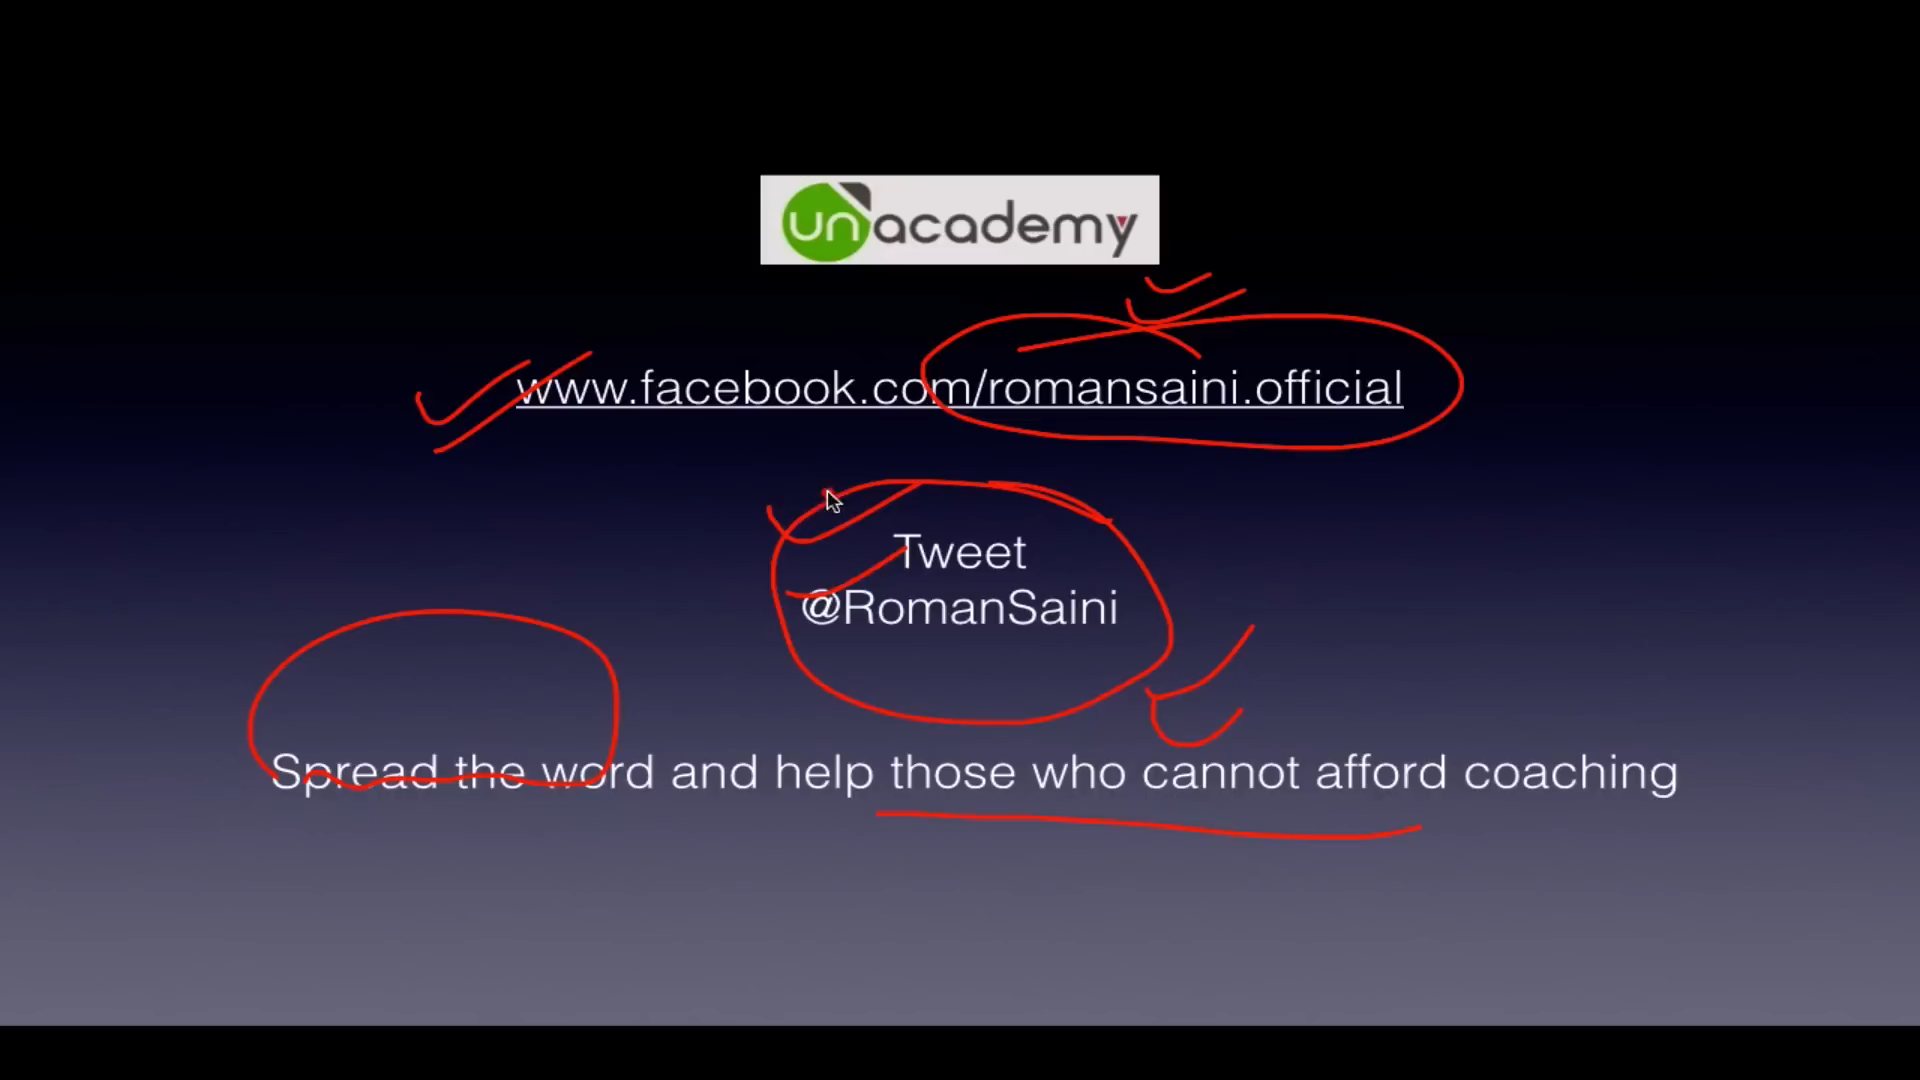 unacademy
www.facebook.com/romansaini.official
Tweet
@RomanSaini
Spread the word and help those who cannot afford coaching